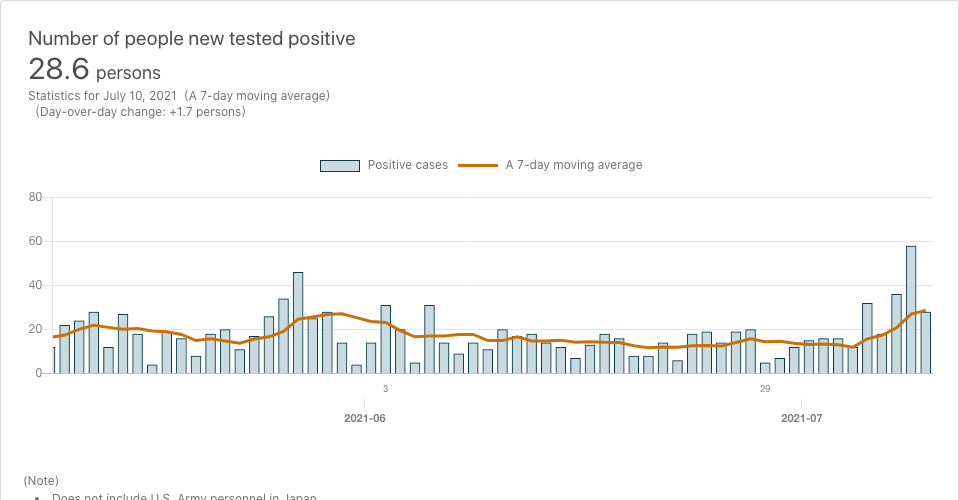 Number of people new tested positive
28.6 persons
Statistics for July 10, 2021 (A 7-day moving average)
(Day-over-day change: +1.7 persons)
Positive cases A 7-day moving average
80
60
40
20
0
3 29
2021-06 2021-07
(Note)
• Does not include U.S. Army personnel in Japan